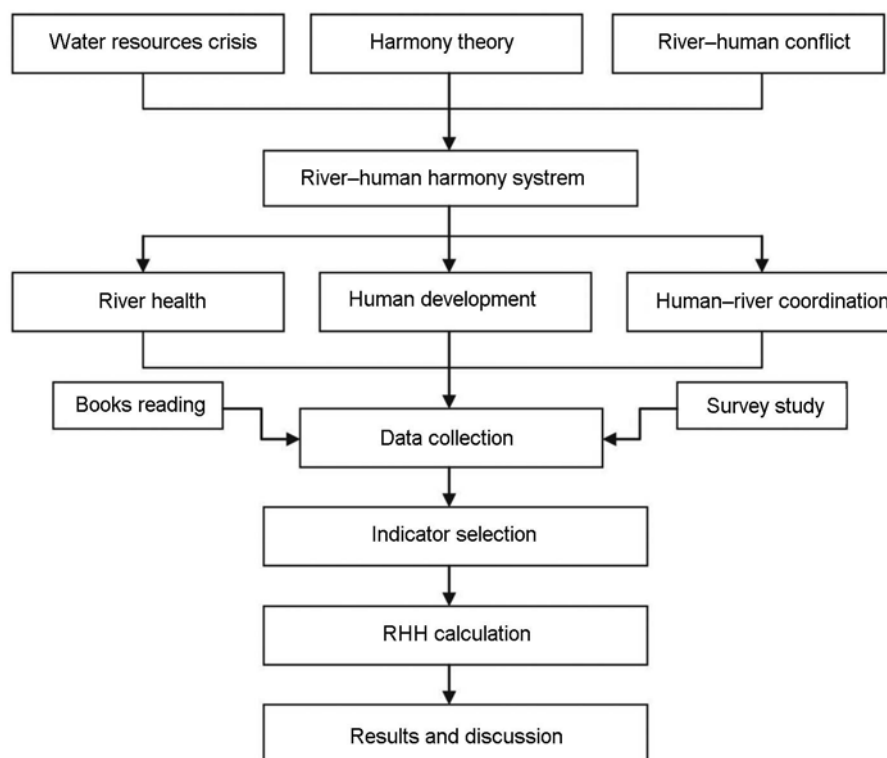 Water resources crisis
Harmony theory
River–human conflict
River–human harmony systrem
River health
Human development
Human–river coordination
Books reading
Survey study
Data collection
Indicator selection
RHH calculation
Results and discussion